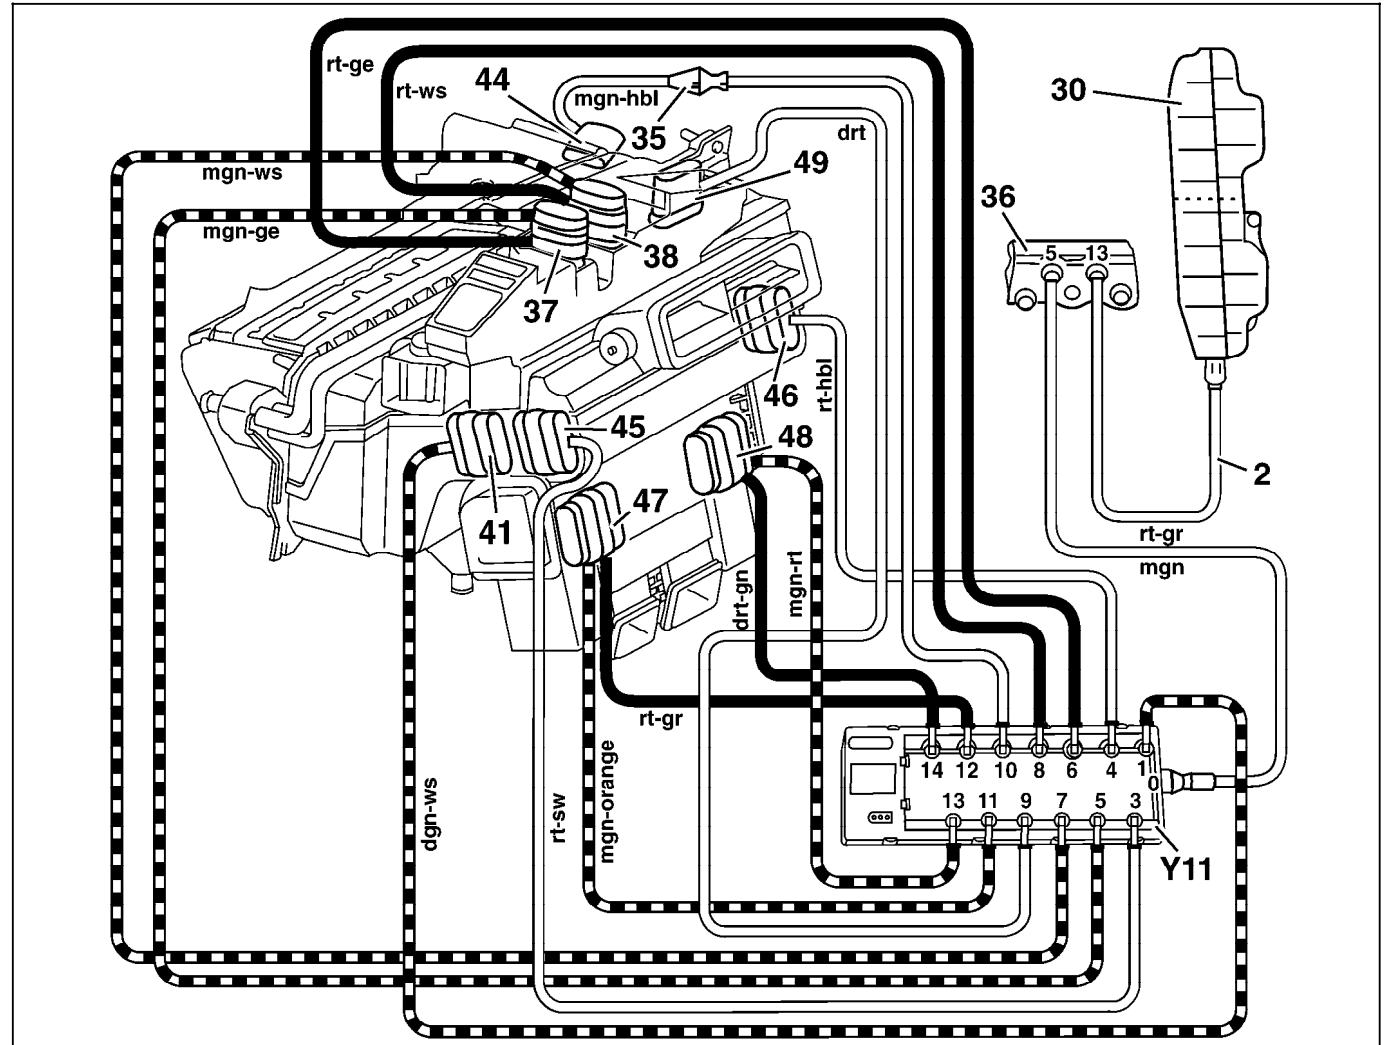 rt-ge
rt-ws
44
mgn-hbl
35
drt
49
30
mgn-ws
mgn-ge
38
37
36
5 13
46
rt-hbl
45
48
41
47
2
rt-gr
mgn
drt-gn
mgn-rt
rt-gr
dgn-ws
rt-sw
mgn-orange
14 12 10 8 6 4 1
0
13 11 9 7 5 3
Y11